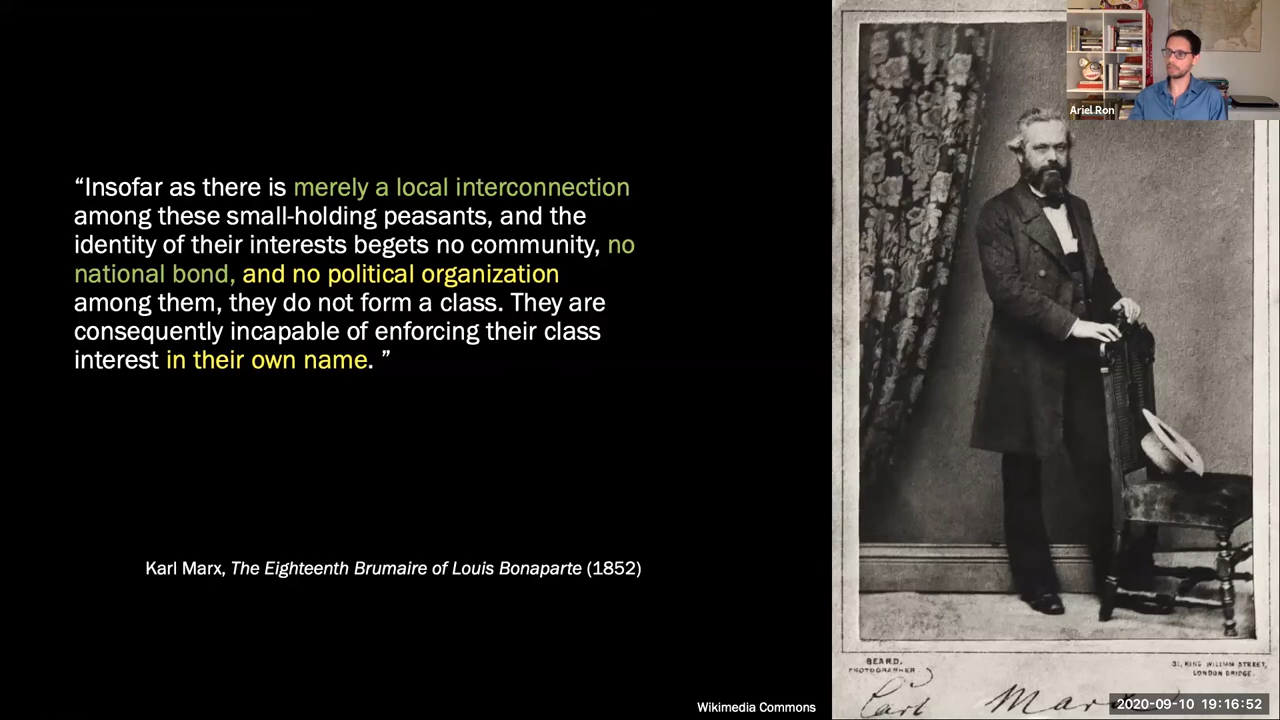 “Insofar as there is merely a local interconnection
among these small-holding peasants, and the
identity of their interests begets no community, no
national bond, and no political organization
among them, they do not form a class. They are
consequently incapable of enforcing their class
interest in their own name. ”
Karl Marx, The Eighteenth Brumaire of Louis Bonaparte (1852)
Wikimedia Commons
Ariel Ron
BEARD,
PHOTOGRAPHER.
31, KING WILLIAM STREET,
LONDON BRIDGE.
Carl Marx
2020-09-10 19:16:52